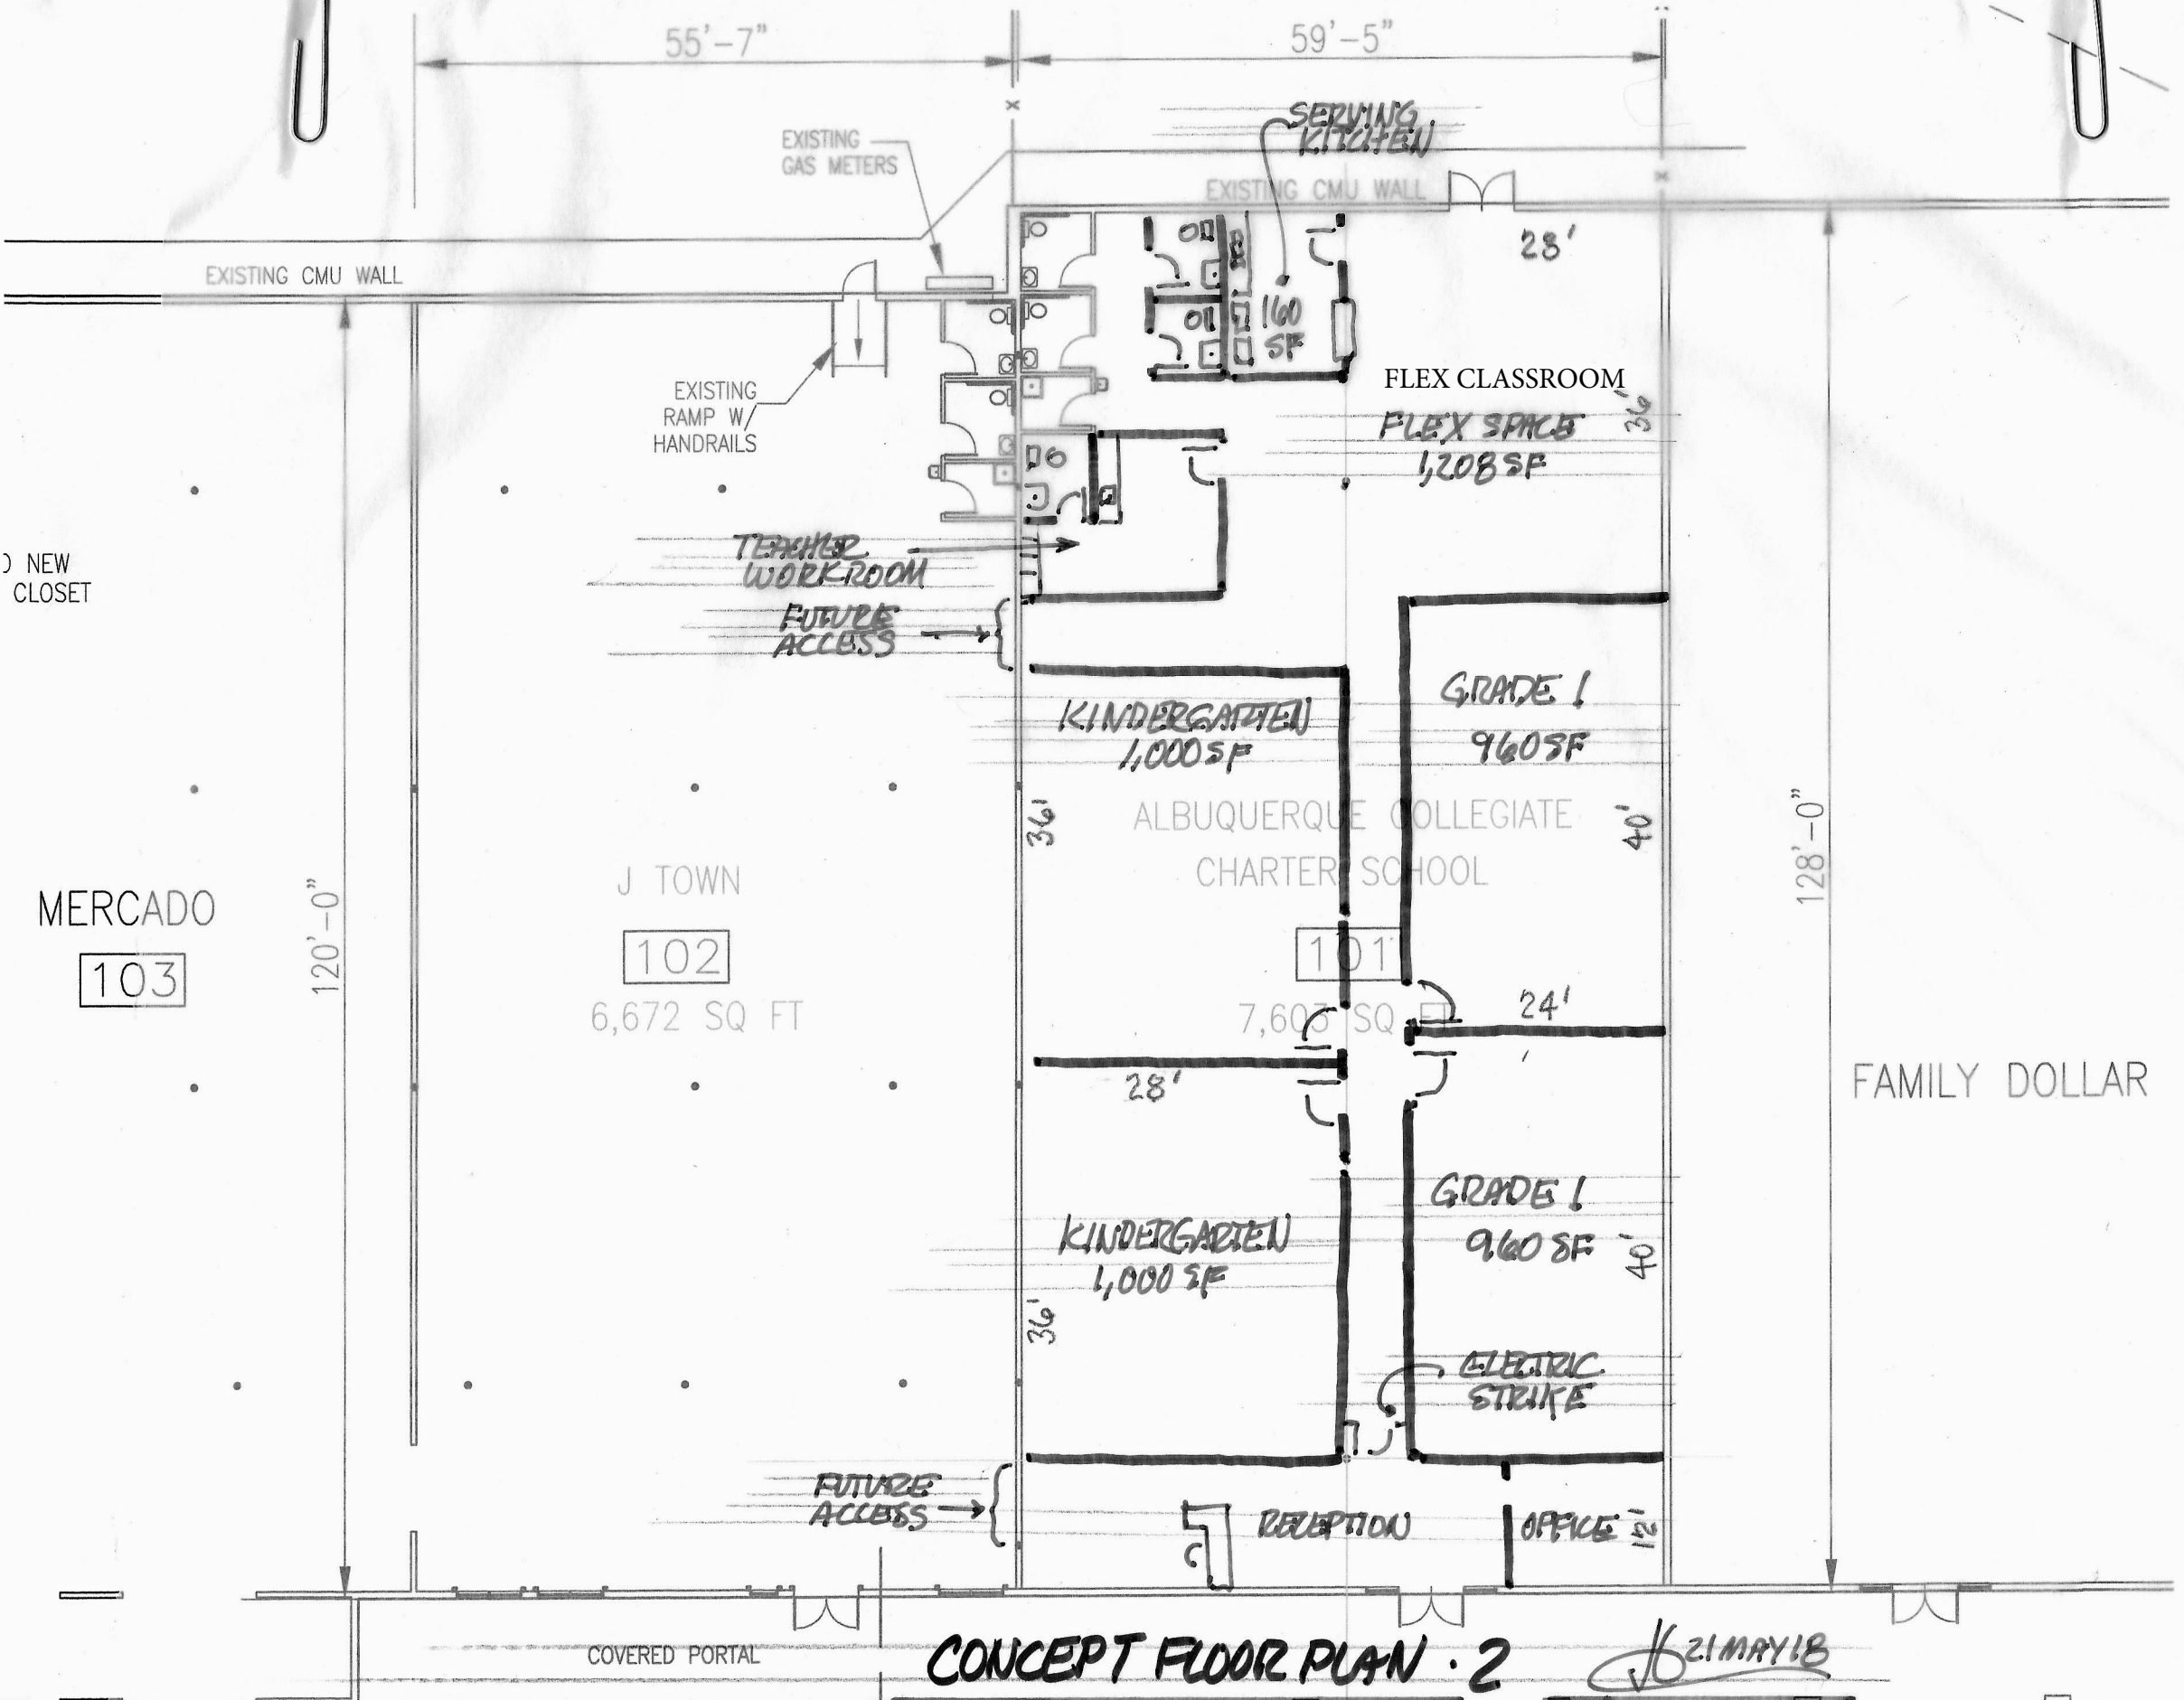 55'-7"
59'-5"
SERVING
KITCHEN
EXISTING
GAS METERS
EXISTING CMU WALL
28'
EXISTING CMU WALL
160
SF
FLEX CLASSROOM
EXISTING
RAMP W/
HANDRAILS
FLEX SPACE
1,208 SF
36'
TEACHER
WORKROOM
NEW
CLOSET
FUTURE
ACCESS
KINDERGARTEN
1,000 SF
GRADE 1
960 SF
36'
40'
ALBUQUERQUE COLLEGIATE
CHARTER SCHOOL
128'-0"
J TOWN
MERCADO
120'-0"
102
101
103
6,672 SQ FT
7,603 SQ FT
24'
28'
FAMILY DOLLAR
GRADE 1
960 SF
40'
KINDERGARTEN
1,000 SF
36'
ELECTRIC
STRIKE
FUTURE
ACCESS
RECEPTION
OFFICE
12'
COVERED PORTAL
CONCEPT FLOOR PLAN · 2
21 MAY 18